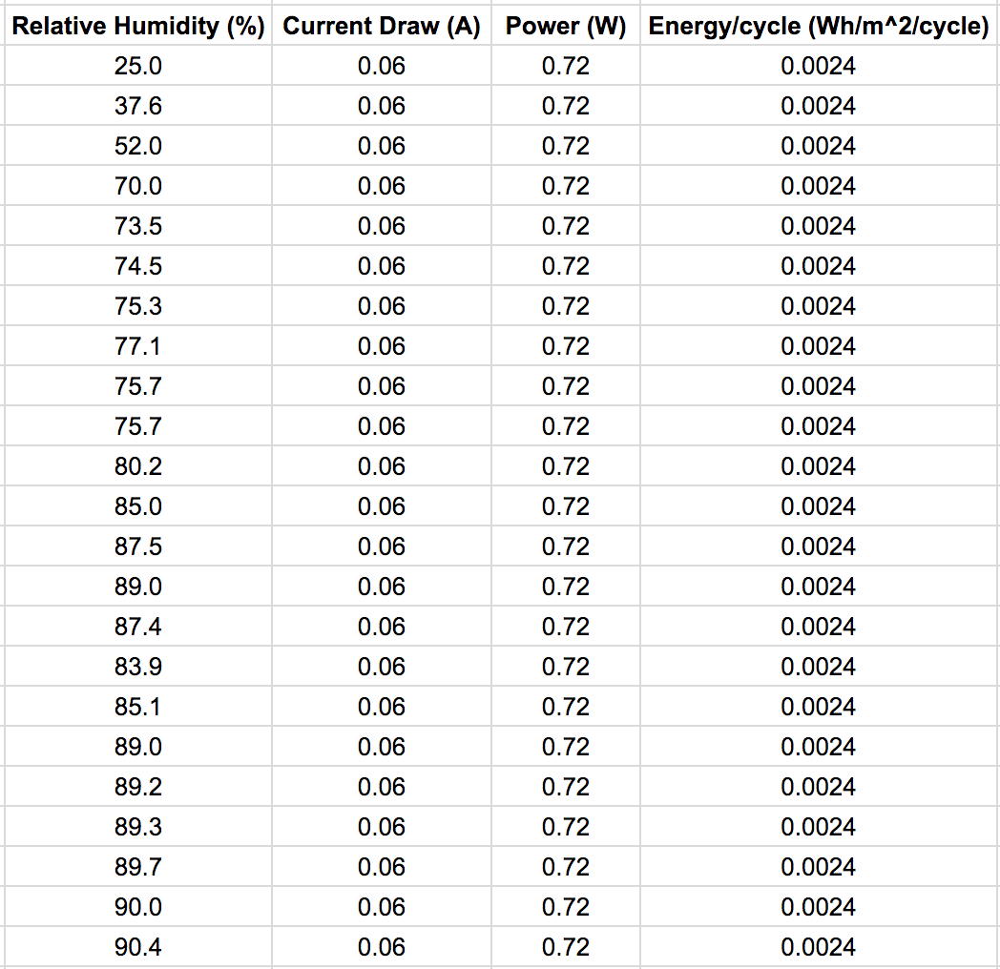 Relative Humidity (%) Current Draw (A) Power (W) Energy/cycle (Wh/m^2/cycle)
25.0 0.06 0.72 0.0024
37.6 0.06 0.72 0.0024
52.0 0.06 0.72 0.0024
70.0 0.06 0.72 0.0024
73.5 0.06 0.72 0.0024
74.5 0.06 0.72 0.0024
75.3 0.06 0.72 0.0024
77.1 0.06 0.72 0.0024
75.7 0.06 0.72 0.0024
75.7 0.06 0.72 0.0024
80.2 0.06 0.72 0.0024
85.0 0.06 0.72 0.0024
87.5 0.06 0.72 0.0024
89.0 0.06 0.72 0.0024
87.4 0.06 0.72 0.0024
83.9 0.06 0.72 0.0024
85.1 0.06 0.72 0.0024
89.0 0.06 0.72 0.0024
89.2 0.06 0.72 0.0024
89.3 0.06 0.72 0.0024
89.7 0.06 0.72 0.0024
90.0 0.06 0.72 0.0024
90.4 0.06 0.72 0.0024